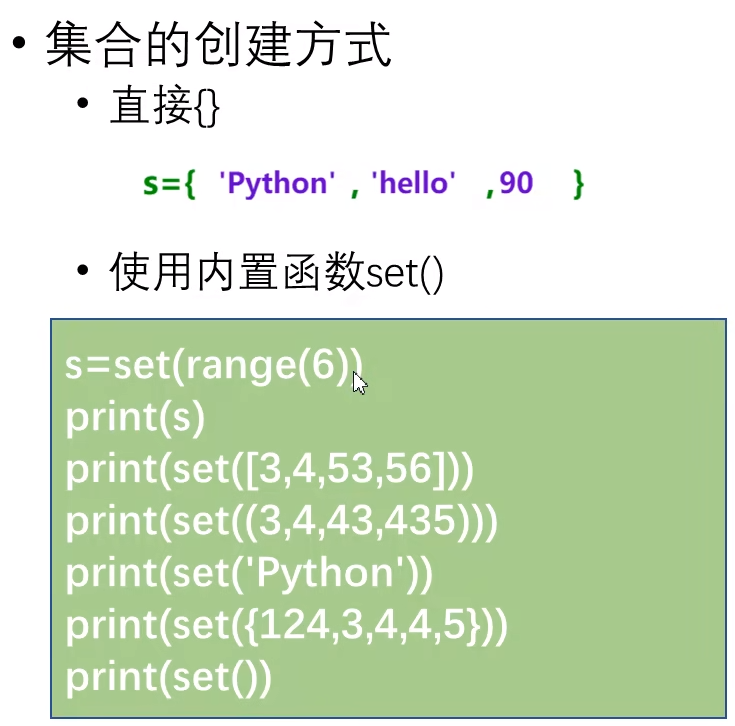 • 集合的创建方式
• 直接{}
s={ 'Python' , 'hello' ,90 }
• 使用内置函数set()
s=set(range(6))
print(s)
print(set([3,4,53,56]))
print(set((3,4,43,435)))
print(set('Python'))
print(set({124,3,4,4,5}))
print(set())